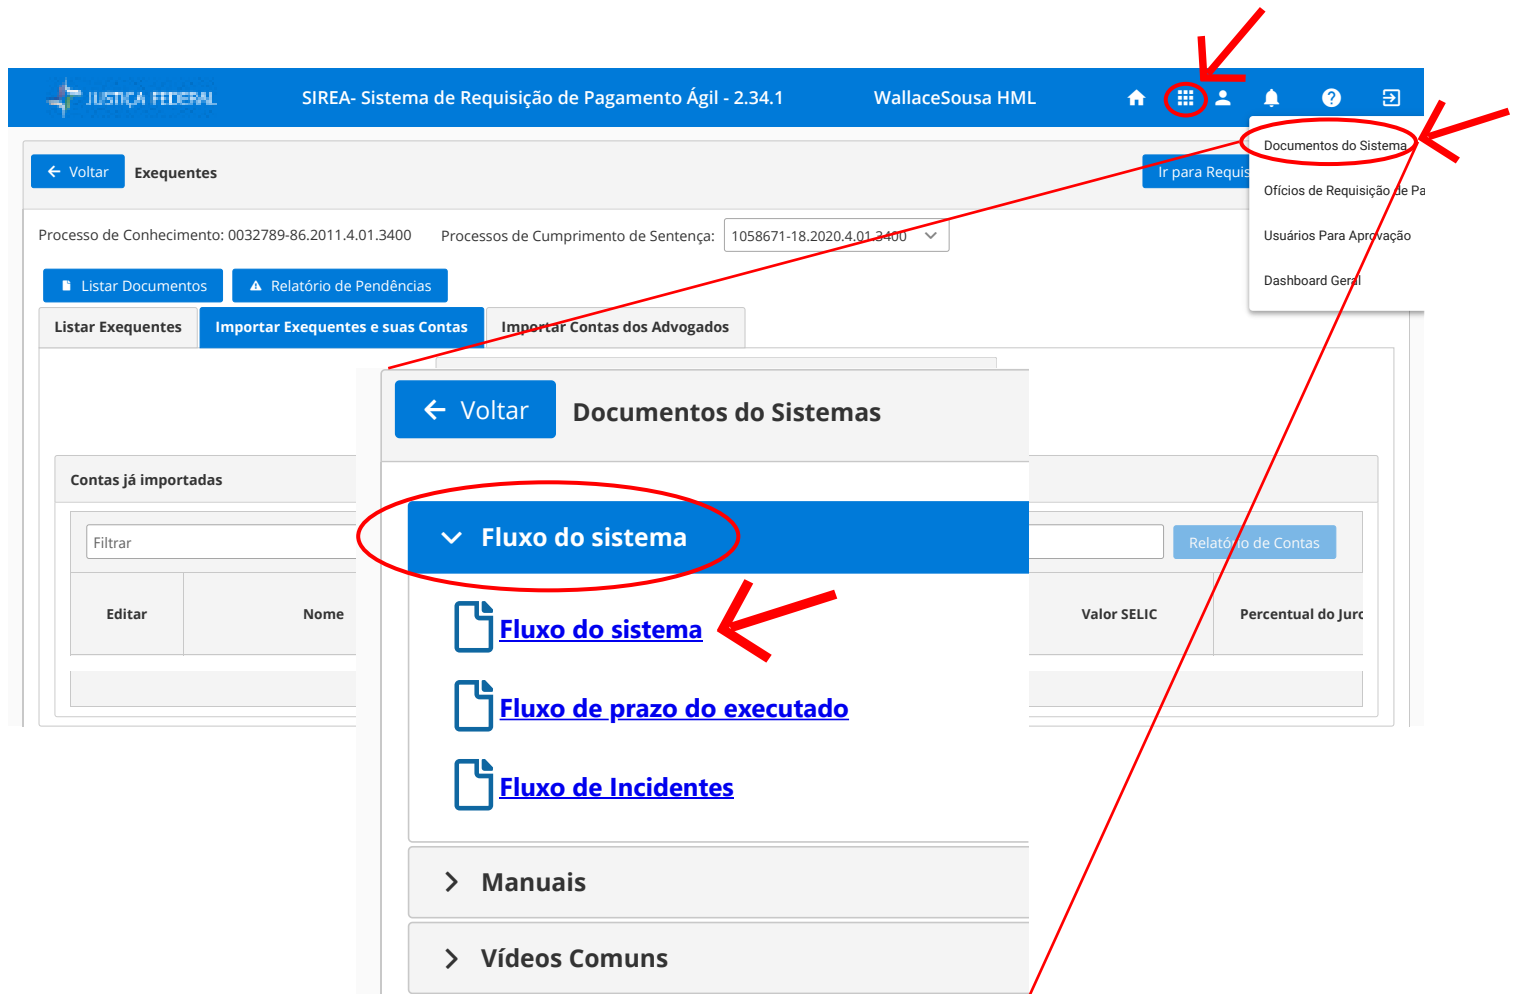 JUSTIÇA FEDERAL
SIREA- Sistema de Requisição de Pagamento Ágil - 2.34.1
WallaceSousa HML
Documentos do Sistema
Ofícios de Requisição de Pa
Usuários Para Aprovação
Dashboard Geral
Voltar
Exequentes
Ir para Requis
Processo de Conhecimento: 0032789-86.2011.4.01.3400
Processos de Cumprimento de Sentença:
1058671-18.2020.4.01.3400
Listar Documentos
Relatório de Pendências
Listar Exequentes
Importar Exequentes e suas Contas
Importar Contas dos Advogados
Contas já importadas
Filtrar
Relatório de Contas
Editar
Nome
Valor SELIC
Percentual do Juro
Voltar
Documentos do Sistemas
Fluxo do sistema
Fluxo do sistema
Fluxo de prazo do executado
Fluxo de Incidentes
Manuais
Vídeos Comuns